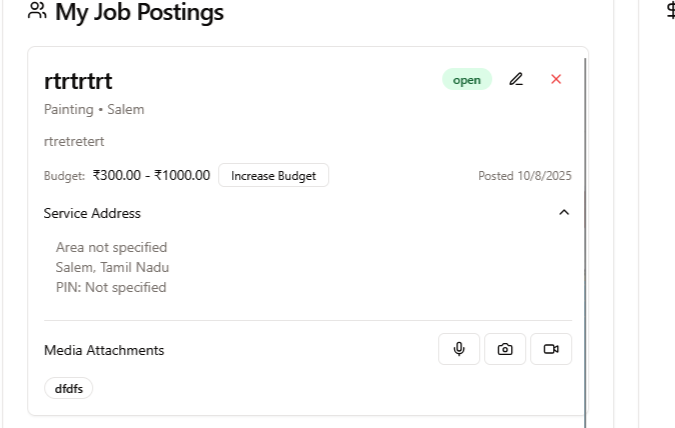 My Job Postings
rtrtrtrt
open
Painting • Salem
rtretretert
Budget: ₹300.00 - ₹1000.00 Increase Budget Posted 10/8/2025
Service Address
Area not specified
Salem, Tamil Nadu
PIN: Not specified
Media Attachments
dfdfs